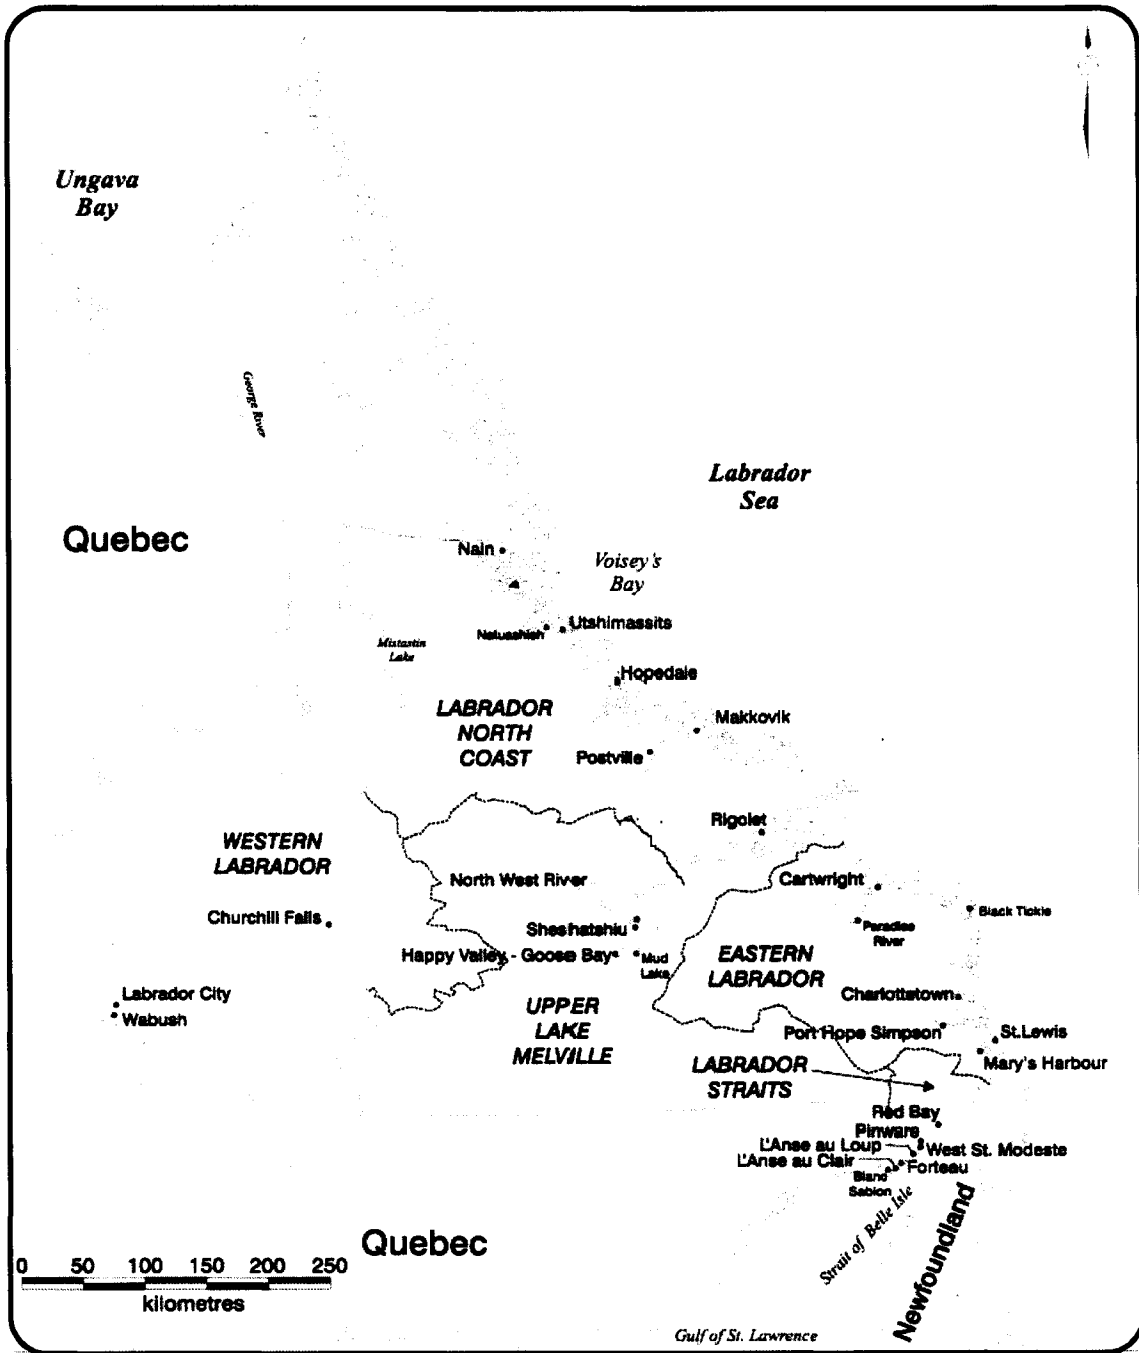 Ungava
Bay
George River
Labrador
Sea
Quebec
Nain
Voisey's
Bay
Natuashish
Utshimassits
Mistastin
Lake
Hopedale
LABRADOR
NORTH
COAST
Makkovik
Postville
Rigolet
WESTERN
LABRADOR
North West River
Cartwright
Churchill Falls
Sheshatshiu
Black Tickle
Paradise
River
Happy Valley - Goose Bay
Mud
Lake
EASTERN
LABRADOR
Labrador City
Wabush
UPPER
LAKE
MELVILLE
Charlottetown
Port Hope Simpson
St.Lewis
Mary's Harbour
LABRADOR
STRAITS
Red Bay
Pinware
L'Anse au Loup
West St. Modeste
L'Anse au Clair
Forteau
Blanc
Sablon
Strait of Belle Isle
Newfoundland
Quebec
0 50 100 150 200 250
kilometres
Gulf of St. Lawrence